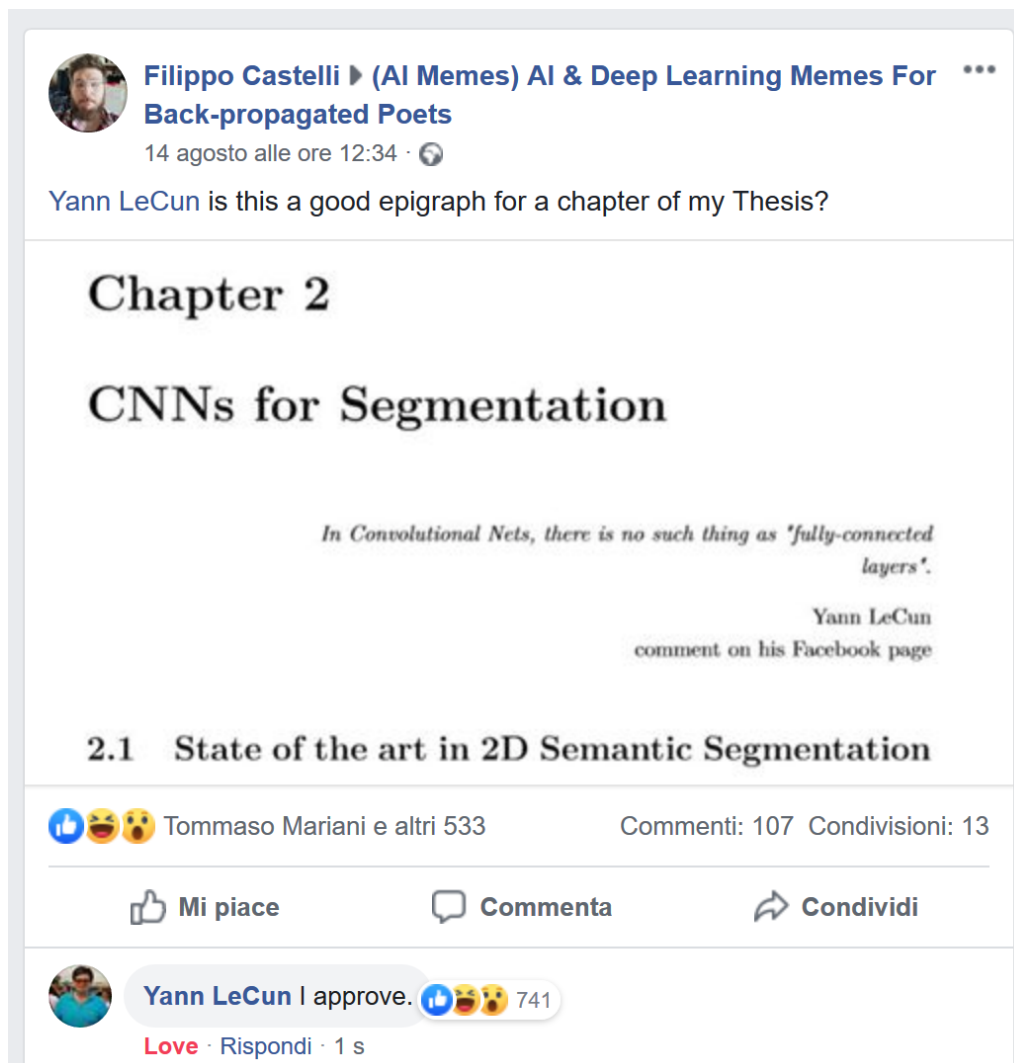 Filippo Castelli ▶ (AI Memes) AI & Deep Learning Memes For
Back-propagated Poets
14 agosto alle ore 12:34 ·
Yann LeCun is this a good epigraph for a chapter of my Thesis?
Chapter 2
CNNs for Segmentation
In Convolutional Nets, there is no such thing as "fully-connected
layers".
Yann LeCun
comment on his Facebook page
2.1 State of the art in 2D Semantic Segmentation
Tommaso Mariani e altri 533 Commenti: 107 Condivisioni: 13
Mi piace Commenta Condividi
Yann LeCun I approve. 741
Love · Rispondi · 1 s